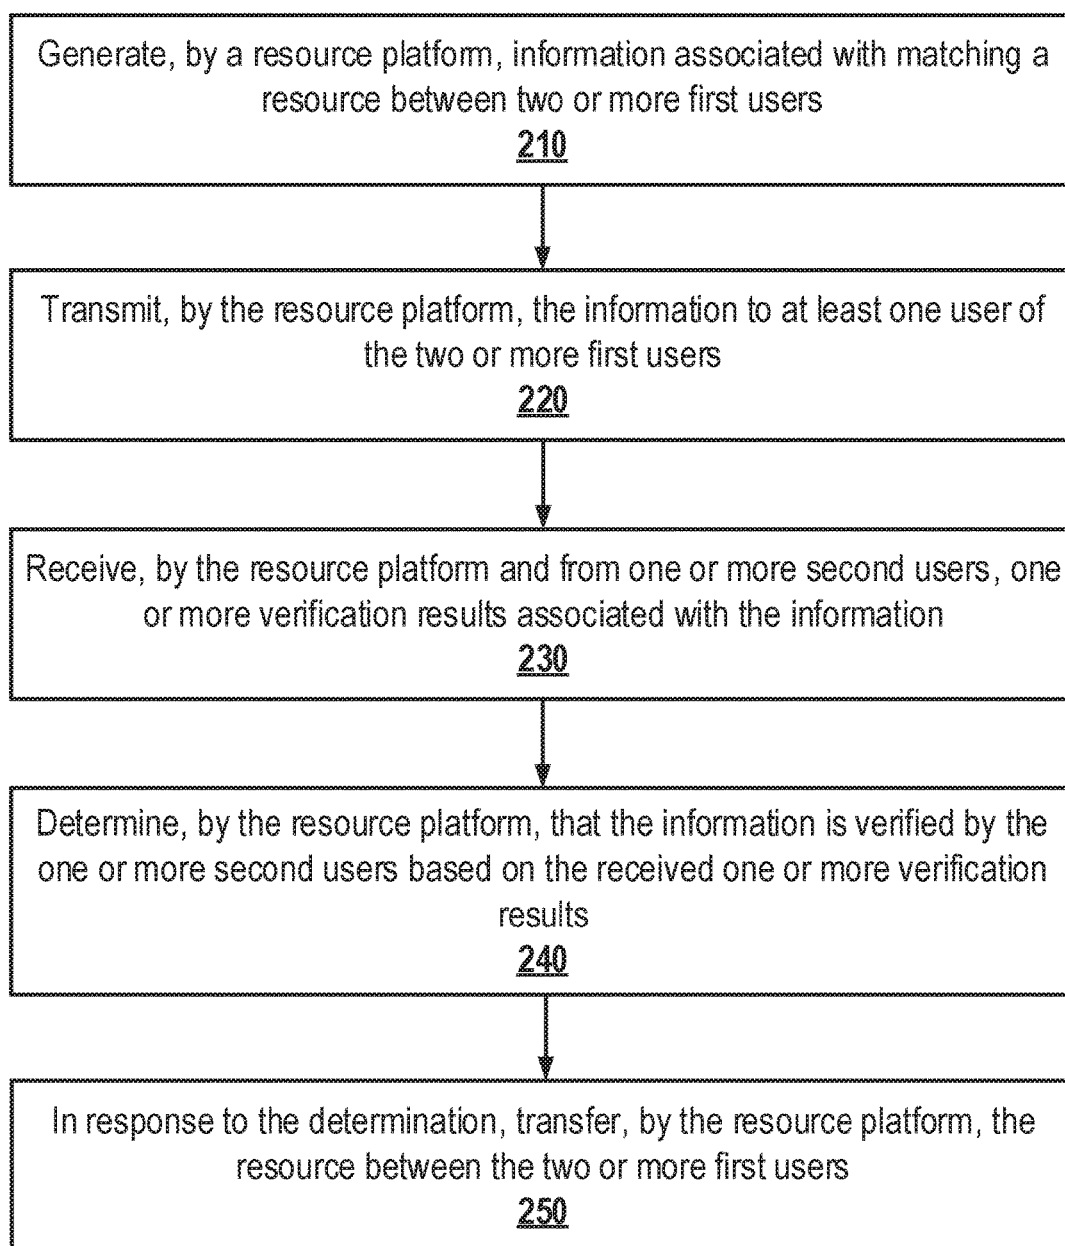 Generate, by a resource platform, information associated with matching a
resource between two or more first users
210
Transmit, by the resource platform, the information to at least one user of
the two or more first users
220
Receive, by the resource platform and from one or more second users, one
or more verification results associated with the information
230
Determine, by the resource platform, that the information is verified by the
one or more second users based on the received one or more verification
results
240
In response to the determination, transfer, by the resource platform, the
resource between the two or more first users
250